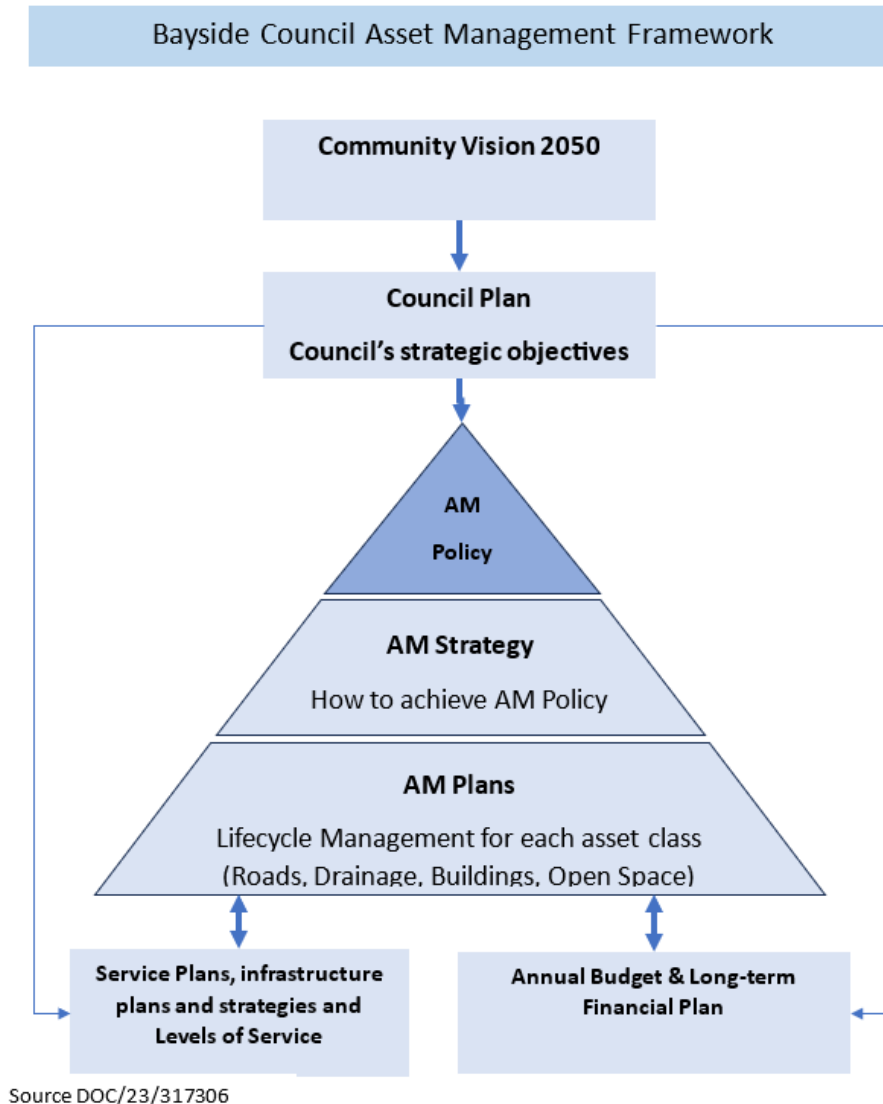 Bayside Council Asset Management Framework
Community Vision 2050
Council Plan
Council's strategic objectives
AM
Policy
AM Strategy
How to achieve AM Policy
AM Plans
Lifecycle Management for each asset class
(Roads, Drainage, Buildings, Open Space)
Service Plans, infrastructure
plans and strategies and
Levels of Service
Annual Budget & Long-term
Financial Plan
Source DOC/23/317306